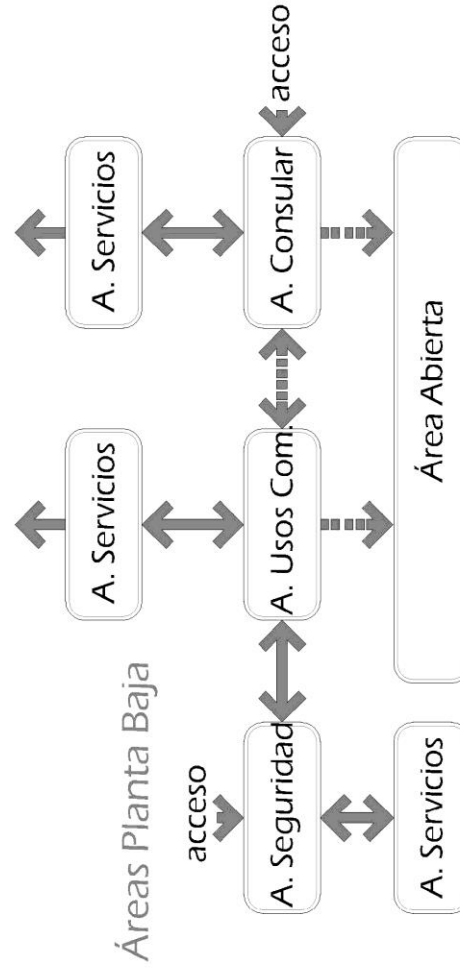 Áreas Planta Baja
acceso
A. Servicios
A. Servicios
A. Seguridad
A. Usos Com.
A. Consular
acceso
A. Servicios
Área Abierta